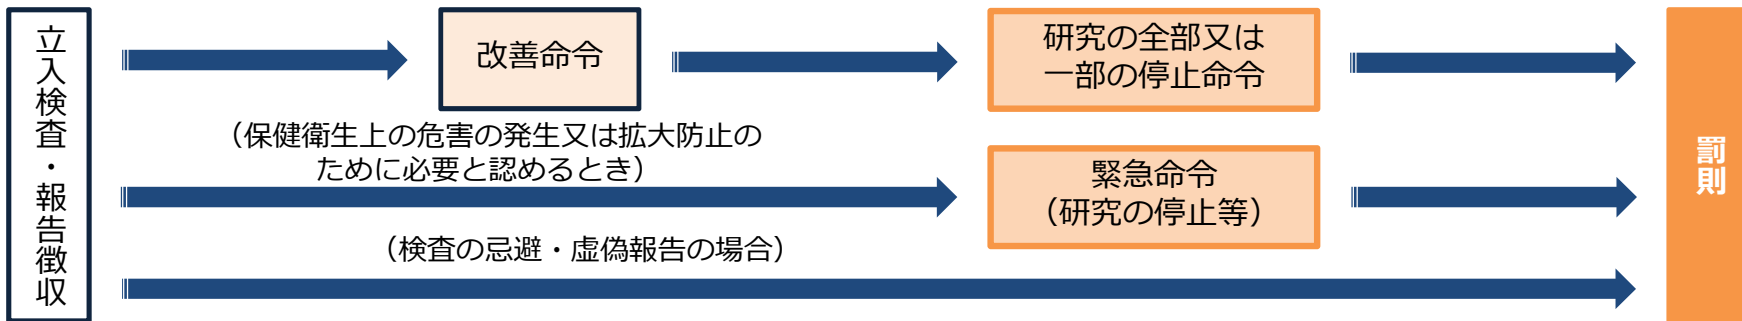 立入検査・報告徴収
改善命令
研究の全部又は
一部の停止命令
（保健衛生上の危害の発生又は拡大防止の
ために必要と認めるとき）
緊急命令
（研究の停止等）
（検査の忌避・虚偽報告の場合）
罰則